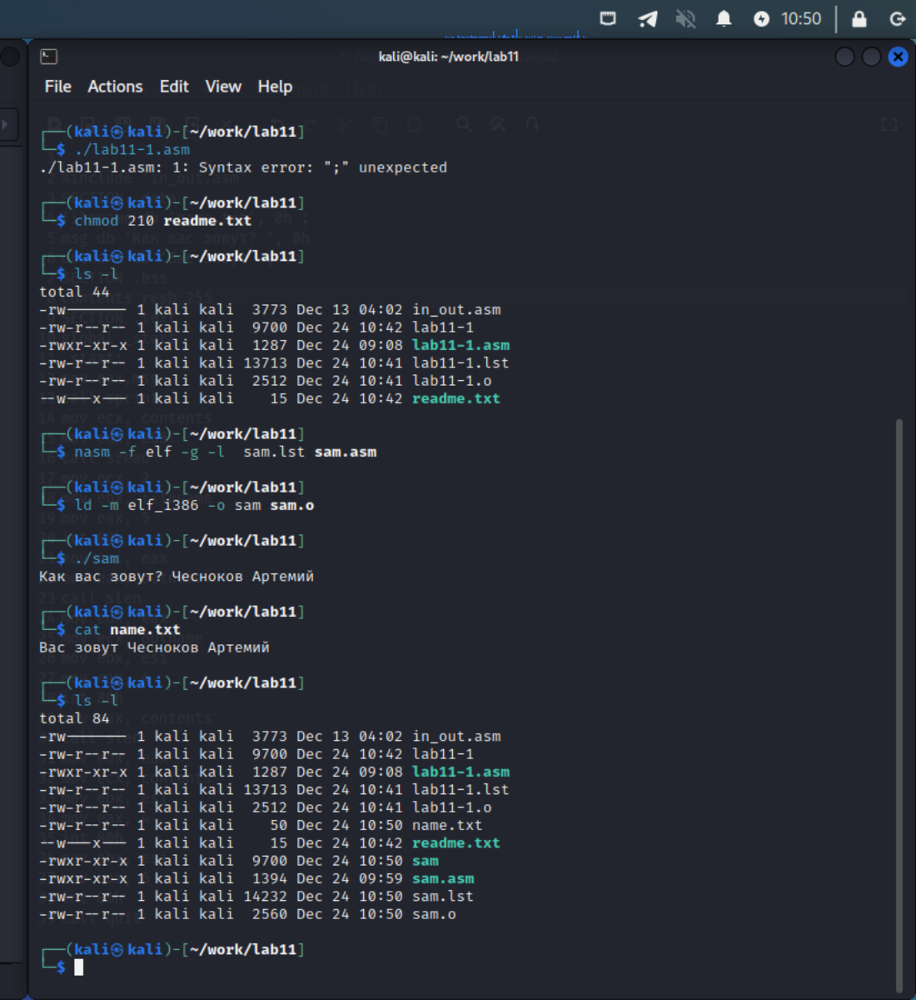 10:50
kali@kali: ~/work/lab11
File Actions Edit View Help
┌──(kali㉿kali)-[~/work/lab11]
└─$ ./lab11-1.asm
./lab11-1.asm: 1: Syntax error: ";" unexpected
┌──(kali㉿kali)-[~/work/lab11]
└─$ chmod 210 readme.txt
┌──(kali㉿kali)-[~/work/lab11]
└─$ ls -l
total 44
-rw------- 1 kali kali  3773 Dec 13 04:02 in_out.asm
-rw-r--r-- 1 kali kali  9700 Dec 24 10:42 lab11-1
-rwxr-xr-x 1 kali kali  1287 Dec 24 09:08 lab11-1.asm
-rw-r--r-- 1 kali kali 13713 Dec 24 10:41 lab11-1.lst
-rw-r--r-- 1 kali kali  2512 Dec 24 10:41 lab11-1.o
--w---x--- 1 kali kali    15 Dec 24 10:42 readme.txt
┌──(kali㉿kali)-[~/work/lab11]
└─$ nasm -f elf -g -l  sam.lst sam.asm
┌──(kali㉿kali)-[~/work/lab11]
└─$ ld -m elf_i386 -o sam sam.o
┌──(kali㉿kali)-[~/work/lab11]
└─$ ./sam
Как вас зовут? Чесноков Артемий
┌──(kali㉿kali)-[~/work/lab11]
└─$ cat name.txt
Вас зовут Чесноков Артемий
┌──(kali㉿kali)-[~/work/lab11]
└─$ ls -l
total 84
-rw------- 1 kali kali  3773 Dec 13 04:02 in_out.asm
-rw-r--r-- 1 kali kali  9700 Dec 24 10:42 lab11-1
-rwxr-xr-x 1 kali kali  1287 Dec 24 09:08 lab11-1.asm
-rw-r--r-- 1 kali kali 13713 Dec 24 10:41 lab11-1.lst
-rw-r--r-- 1 kali kali  2512 Dec 24 10:41 lab11-1.o
-rw-r--r-- 1 kali kali    50 Dec 24 10:50 name.txt
--w---x--- 1 kali kali    15 Dec 24 10:42 readme.txt
-rwxr-xr-x 1 kali kali  9700 Dec 24 10:50 sam
-rwxr-xr-x 1 kali kali  1394 Dec 24 09:59 sam.asm
-rw-r--r-- 1 kali kali 14232 Dec 24 10:50 sam.lst
-rw-r--r-- 1 kali kali  2560 Dec 24 10:50 sam.o
┌──(kali㉿kali)-[~/work/lab11]
└─$